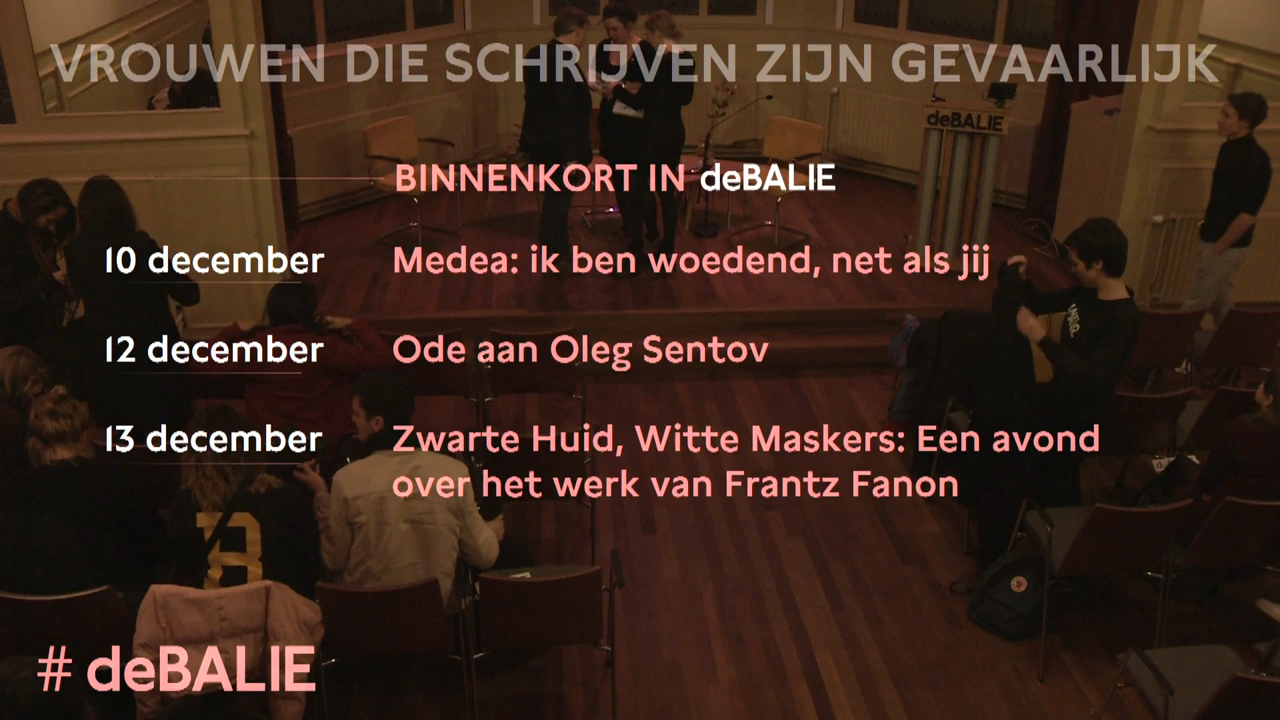 VROUWEN DIE SCHRIJVEN ZIJN GEVAARLIJK
deBALIE
BINNENKORT IN deBALIE
10 december Medea: ik ben woedend, net als jij
12 december Ode aan Oleg Sentov
13 december Zwarte Huid, Witte Maskers: Een avond
over het werk van Frantz Fanon
# deBALIE